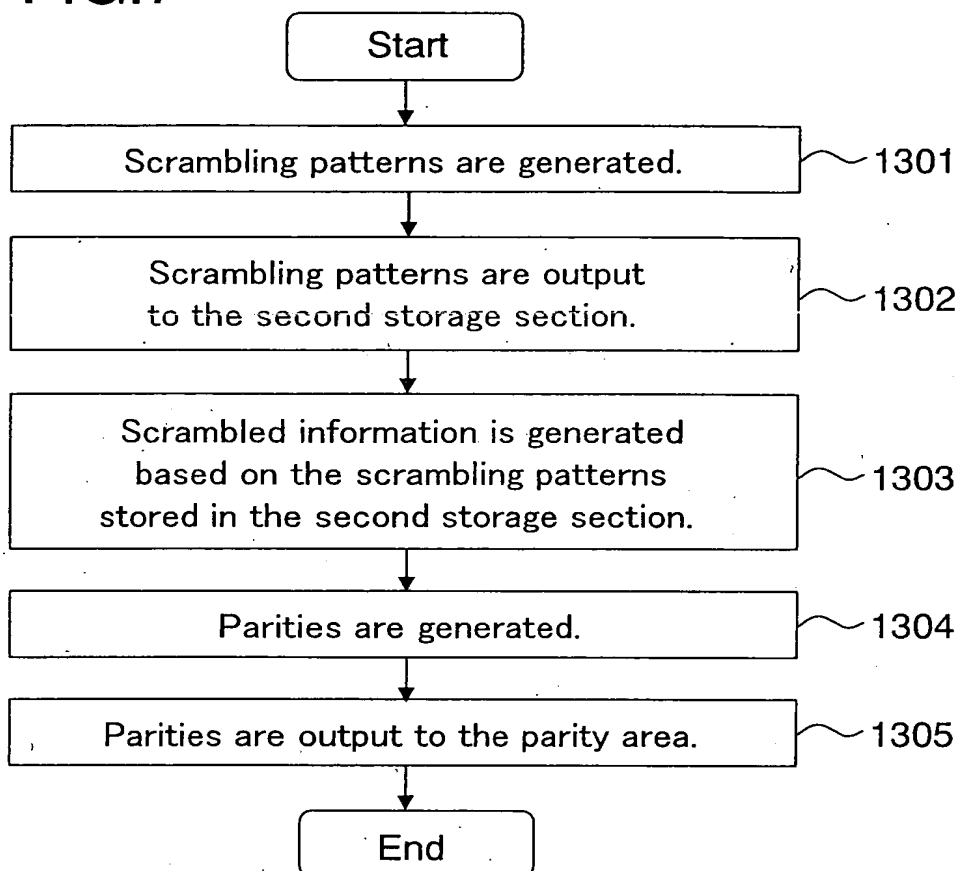 Start
Scrambling patterns are generated.
1301
Scrambling patterns are output
to the second storage section.
1302
Scrambled information is generated
based on the scrambling patterns
stored in the second storage section.
1303
Parities are generated.
1304
Parities are output to the parity area.
1305
End